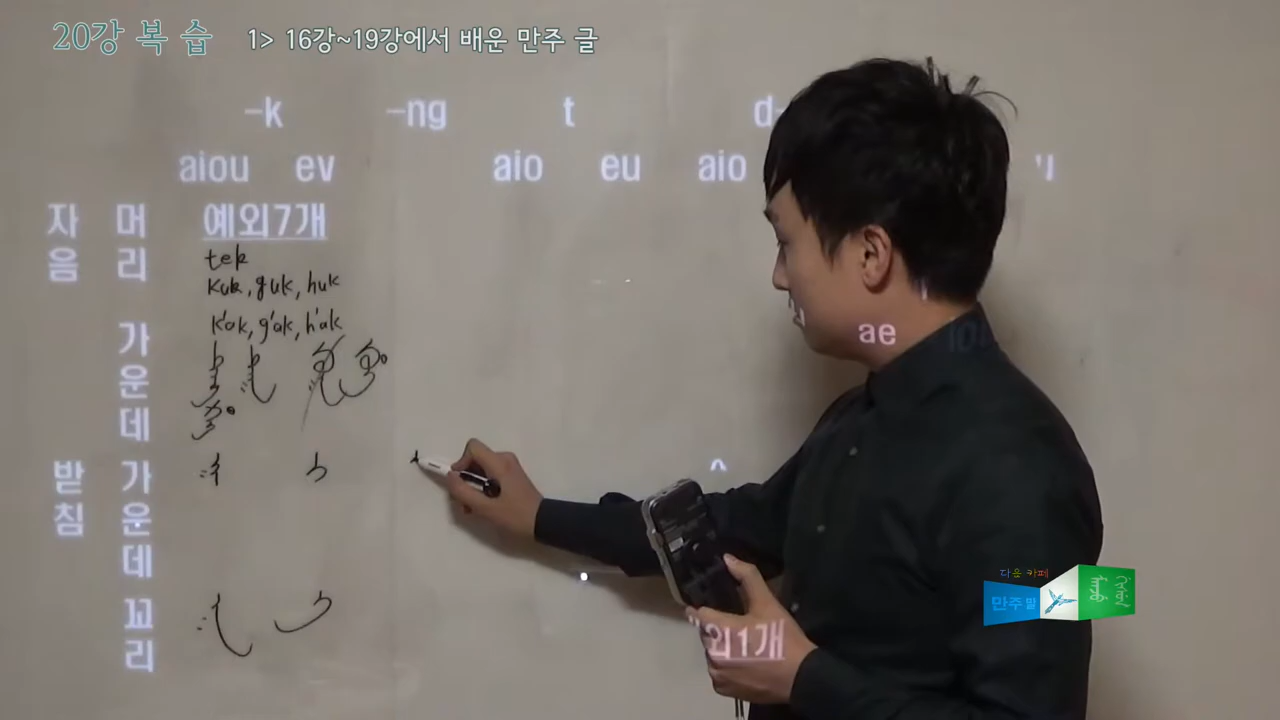 20강 복 습 1> 16강~19강에서 배운 만주 글
-k -ng t d-
aiou ev aio eu aio
자음 머리 예외7개
tek
kuk, guk, huk
k'ak, g'ak, h'ak
가운데
ae
받침 가운데
꼬리
외1개
다음 카페
만주 말